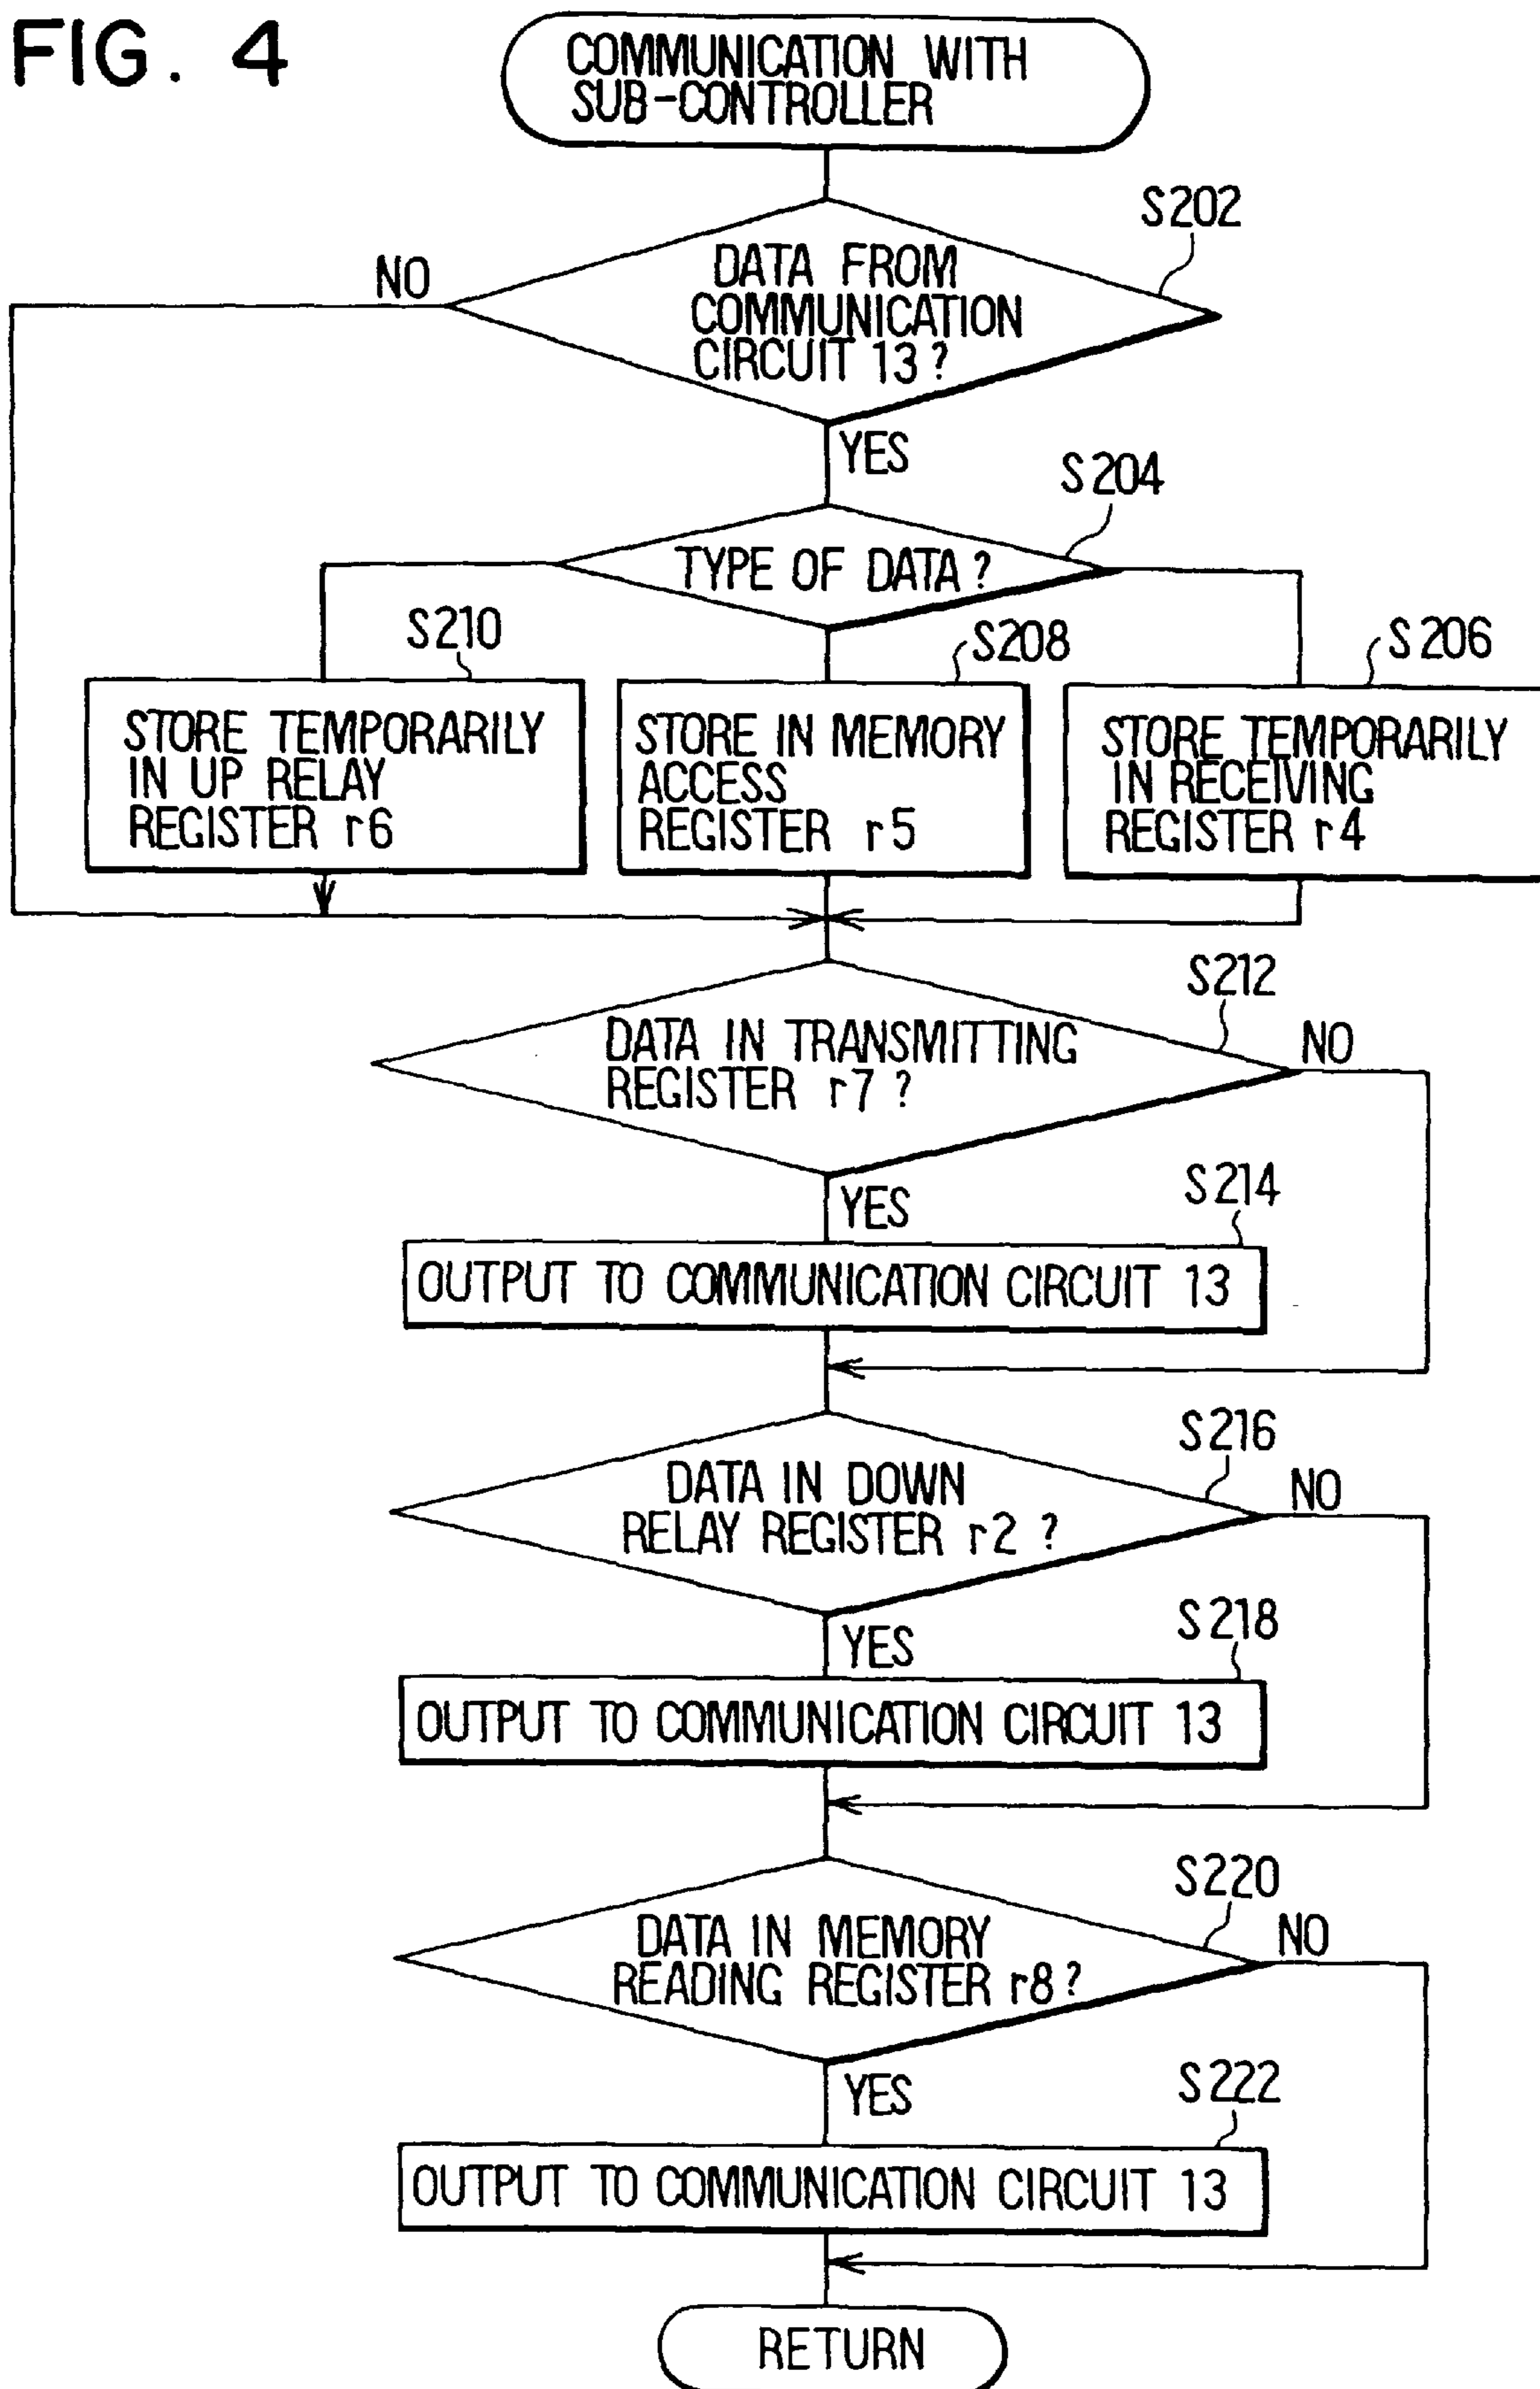 FIG. 4
COMMUNICATION WITH
SUB-CONTROLLER
S202
NO
DATA FROM
COMMUNICATION
CIRCUIT 13?
YES
S204
TYPE OF DATA?
S210
S208
S206
STORE TEMPORARILY
IN UP RELAY
REGISTER r6
STORE IN MEMORY
ACCESS
REGISTER r5
STORE TEMPORARILY
IN RECEIVING
REGISTER r4
S212
DATA IN TRANSMITTING
REGISTER r7?
NO
YES
S214
OUTPUT TO COMMUNICATION CIRCUIT 13
S216
DATA IN DOWN
RELAY REGISTER r2?
NO
YES
S218
OUTPUT TO COMMUNICATION CIRCUIT 13
S220
DATA IN MEMORY
READING REGISTER r8?
NO
YES
S222
OUTPUT TO COMMUNICATION CIRCUIT 13
RETURN